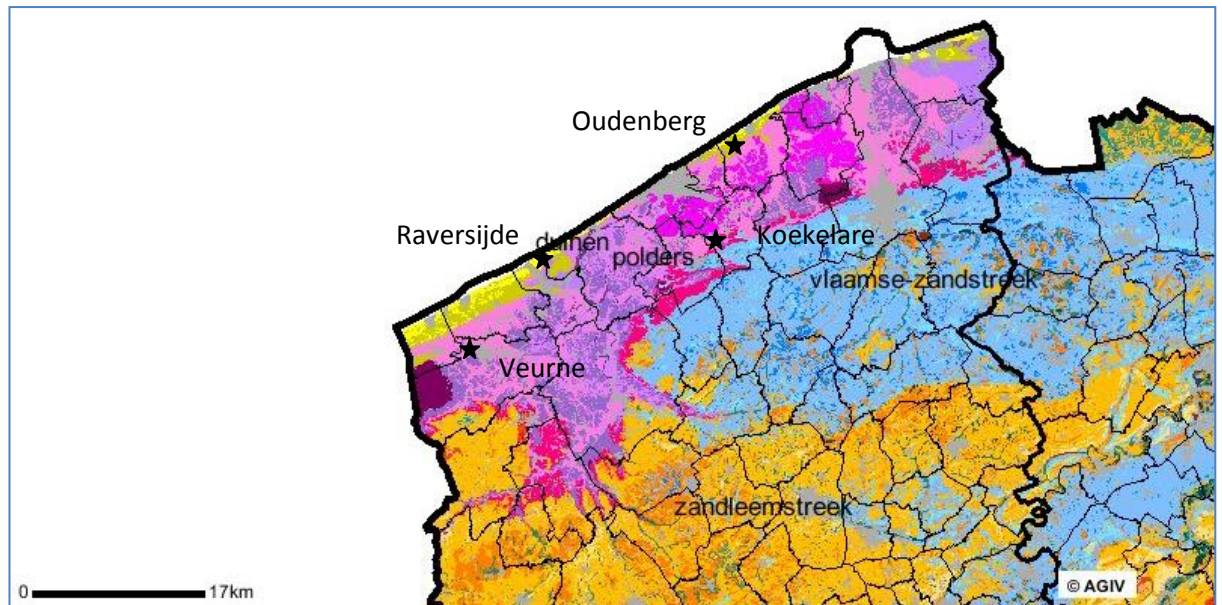 Oudenberg
Raversijde
duinen
Koekelare
polders
vlaamse-zandstreek
Veurne
zandleemstreek
0 17km
© AGIV